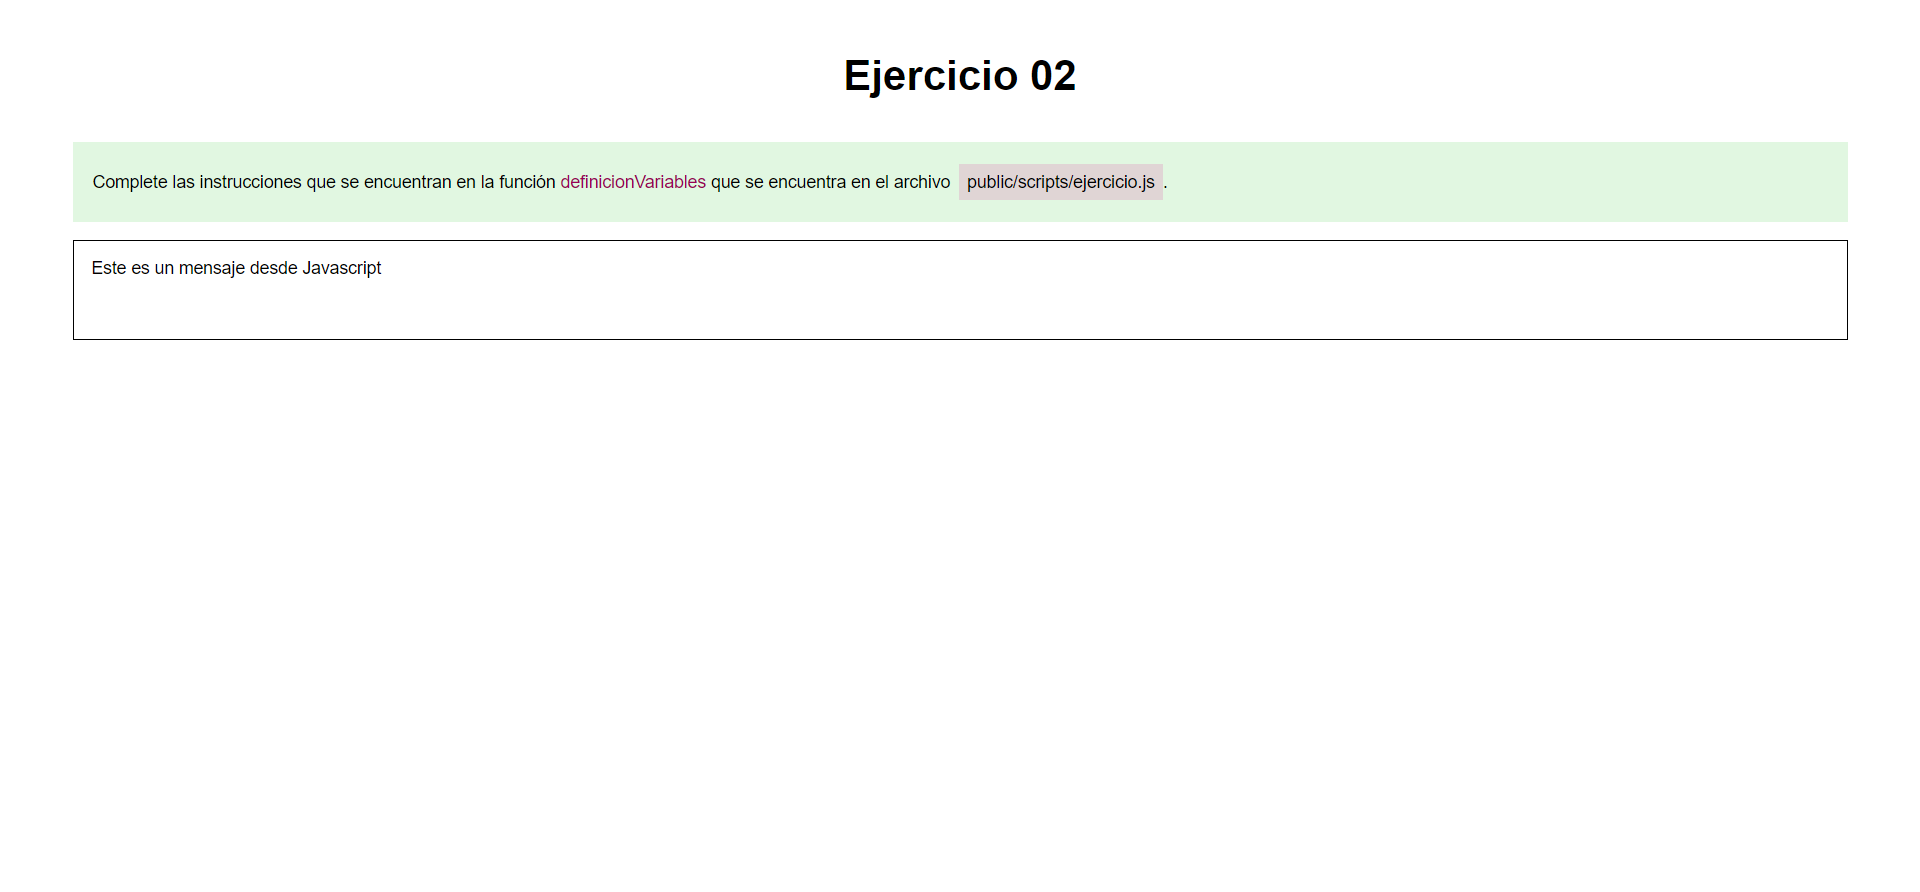 Ejercicio 02
Complete las instrucciones que se encuentran en la función definicionVariables que se encuentra en el archivo public/scripts/ejercicio.js .
Este es un mensaje desde Javascript